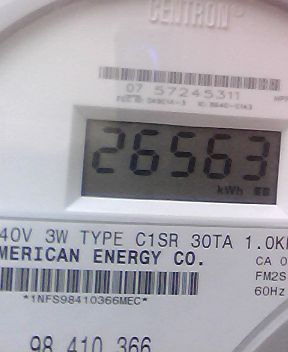 CENTRON®
07 57245311
26563
kWh
40V 3W TYPE C1SR 30TA 1.0K
MERICAN ENERGY CO.
CA 0
FM2S
60Hz
*1NFS98410366MEC*
98 410 366